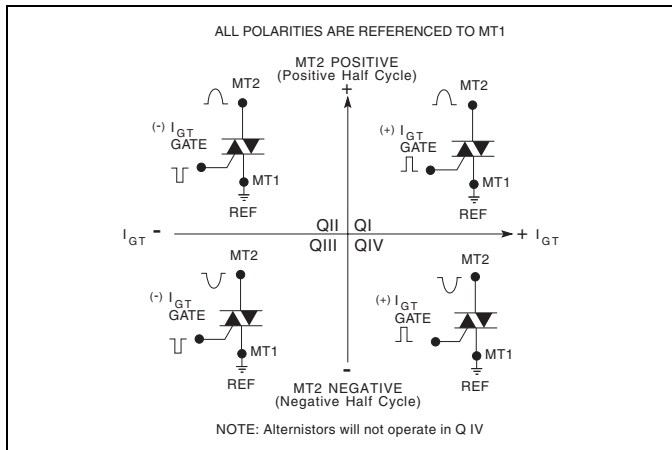 ALL POLARITIES ARE REFERENCED TO MT1
MT2 POSITIVE
(Positive Half Cycle)
+
MT2
(-) IGT
GATE
MT1
REF
MT2
(+) IGT
GATE
MT1
REF
IGT -
QII QI
QIII QIV
+ IGT
MT2
(-) IGT
GATE
MT1
REF
MT2
(+) IGT
GATE
MT1
REF
-
MT2 NEGATIVE
(Negative Half Cycle)
NOTE: Alternistors will not operate in Q IV